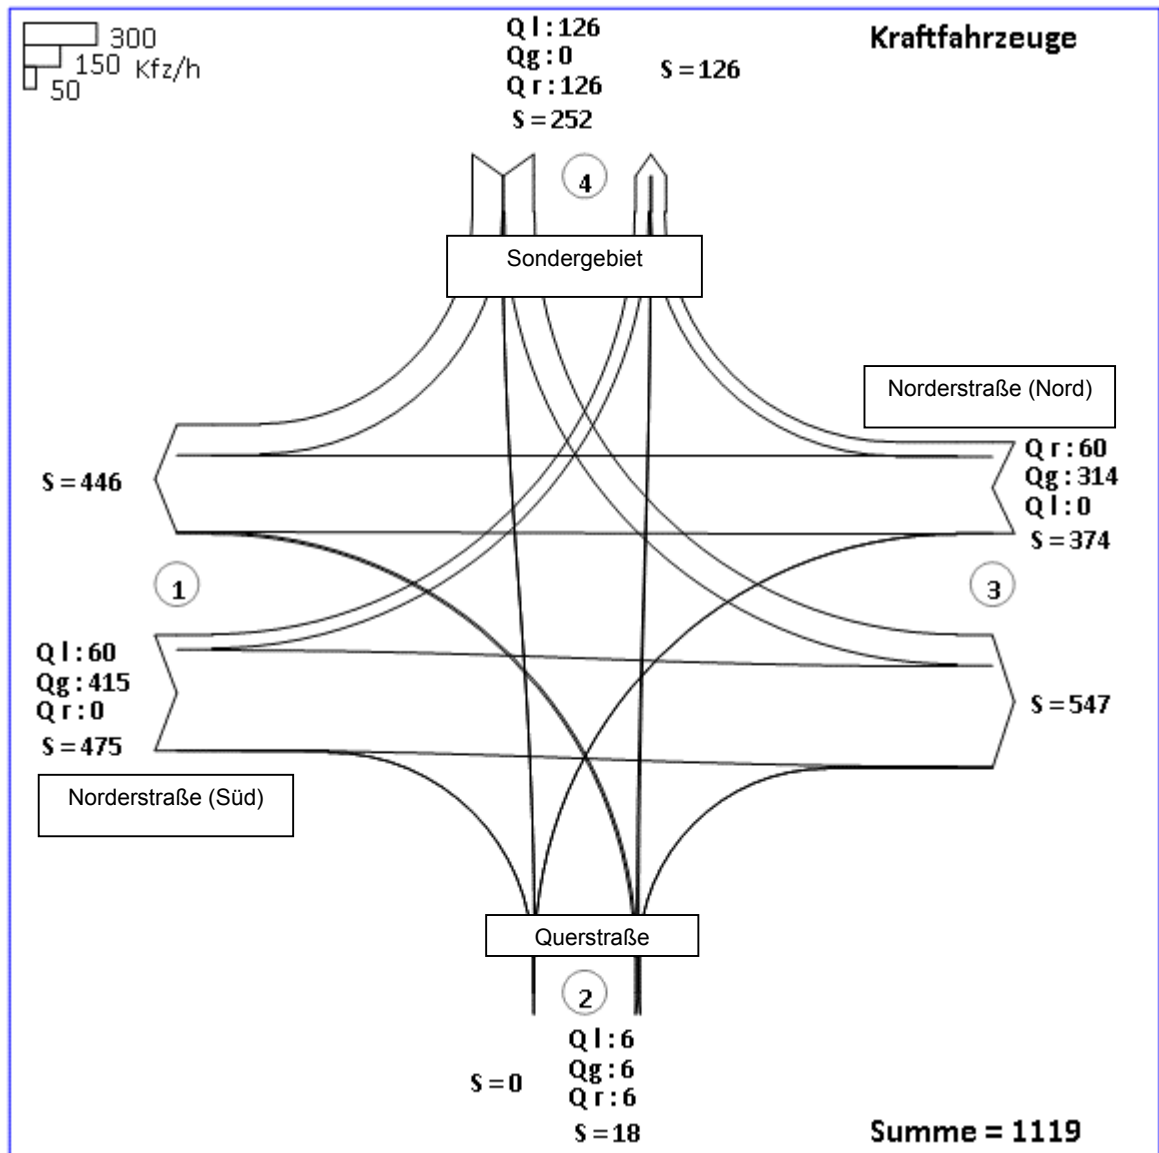 300
150 Kfz/h
50
Q l : 126
Qg : 0
Q r : 126
S = 252
S = 126
Kraftfahrzeuge
4
Sondergebiet
Norderstraße (Nord)
Q r : 60
Qg : 314
Q l : 0
S = 374
S = 446
1
3
Q l : 60
Qg : 415
Q r : 0
S = 475
S = 547
Norderstraße (Süd)
Querstraße
2
Q l : 6
Qg : 6
Q r : 6
S = 18
S = 0
Summe = 1119